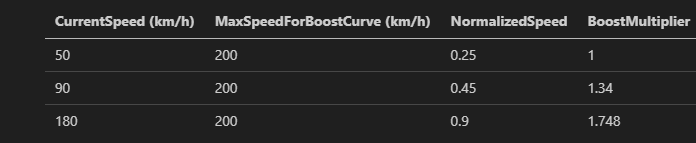 CurrentSpeed (km/h) MaxSpeedForBoostCurve (km/h) NormalizedSpeed BoostMultiplier
50 200 0.25 1
90 200 0.45 1.34
180 200 0.9 1.748